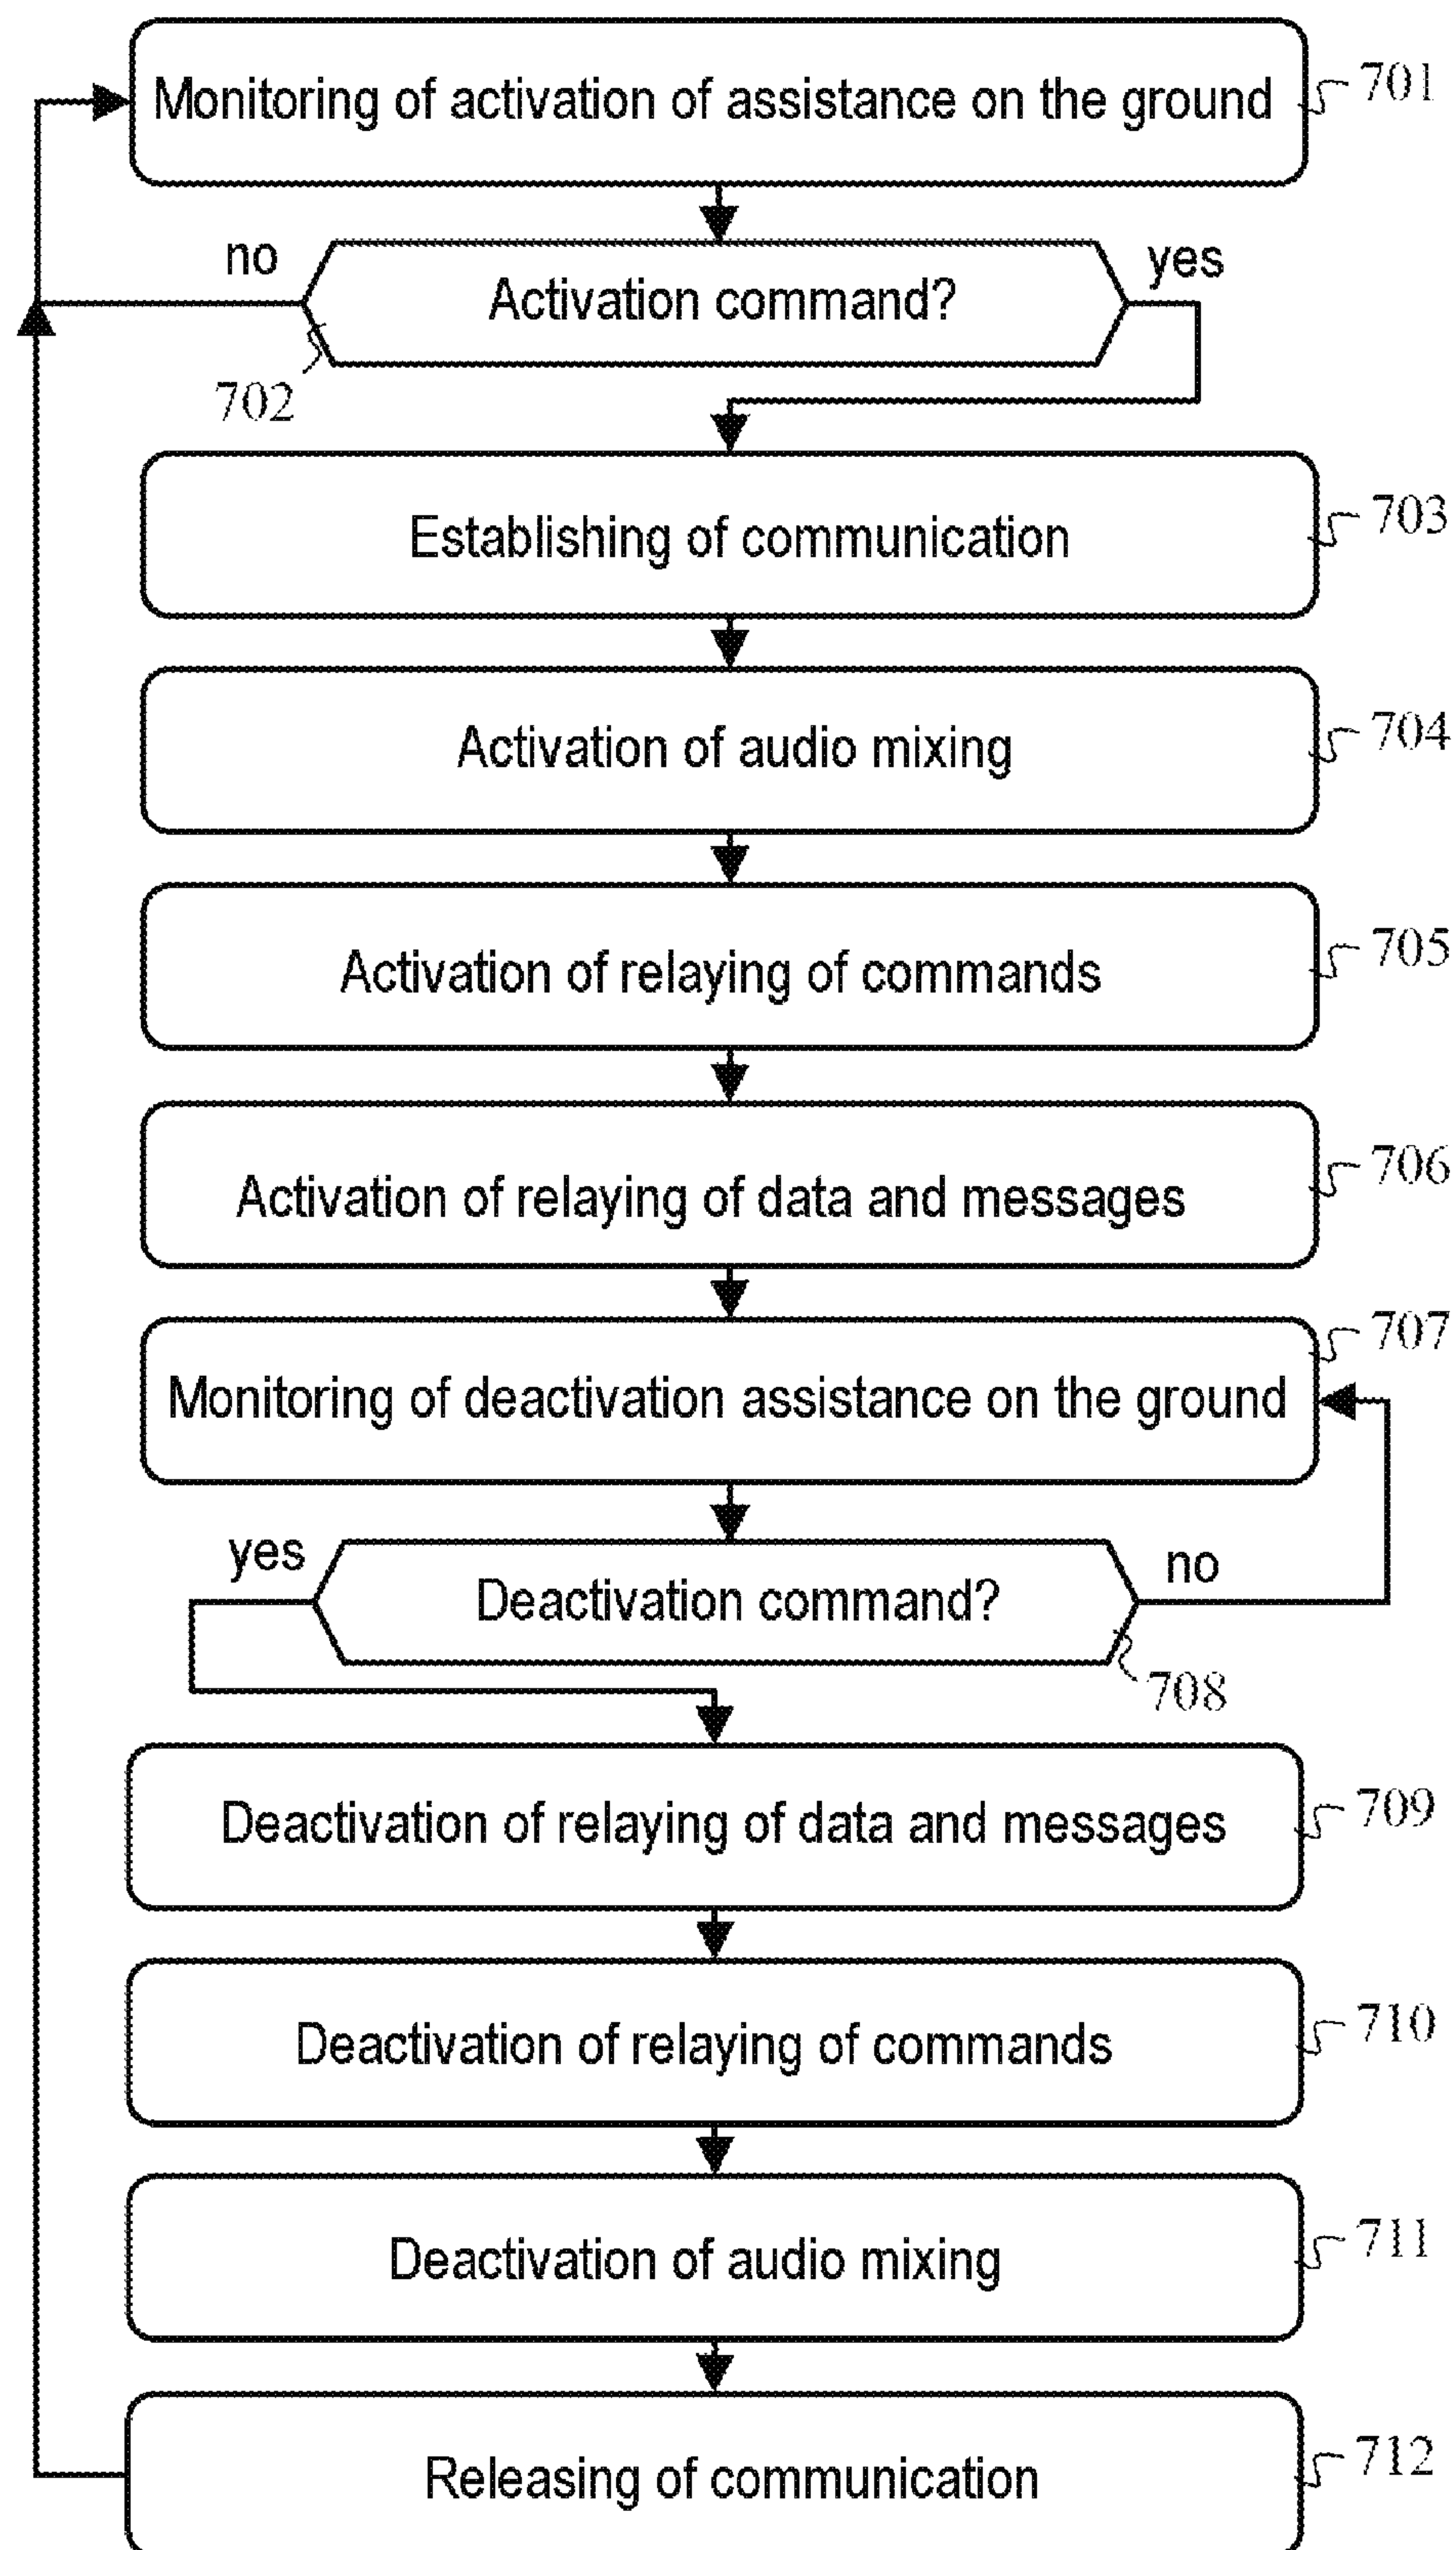 Monitoring of activation of assistance on the ground
701
no
yes
Activation command?
702
Establishing of communication
703
Activation of audio mixing
704
Activation of relaying of commands
705
Activation of relaying of data and messages
706
707
Monitoring of deactivation assistance on the ground
yes
no
Deactivation command?
708
Deactivation of relaying of data and messages
709
Deactivation of relaying of commands
710
Deactivation of audio mixing
711
Releasing of communication
712